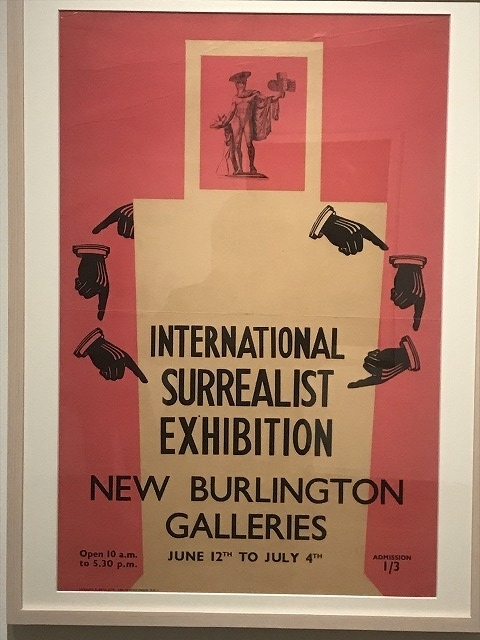 INTERNATIONAL
SURREALIST
EXHIBITION
NEW BURLINGTON
GALLERIES
Open 10 a.m.
to 5.30 p.m.
JUNE 12TH TO JULY 4TH
ADMISSION
1/3